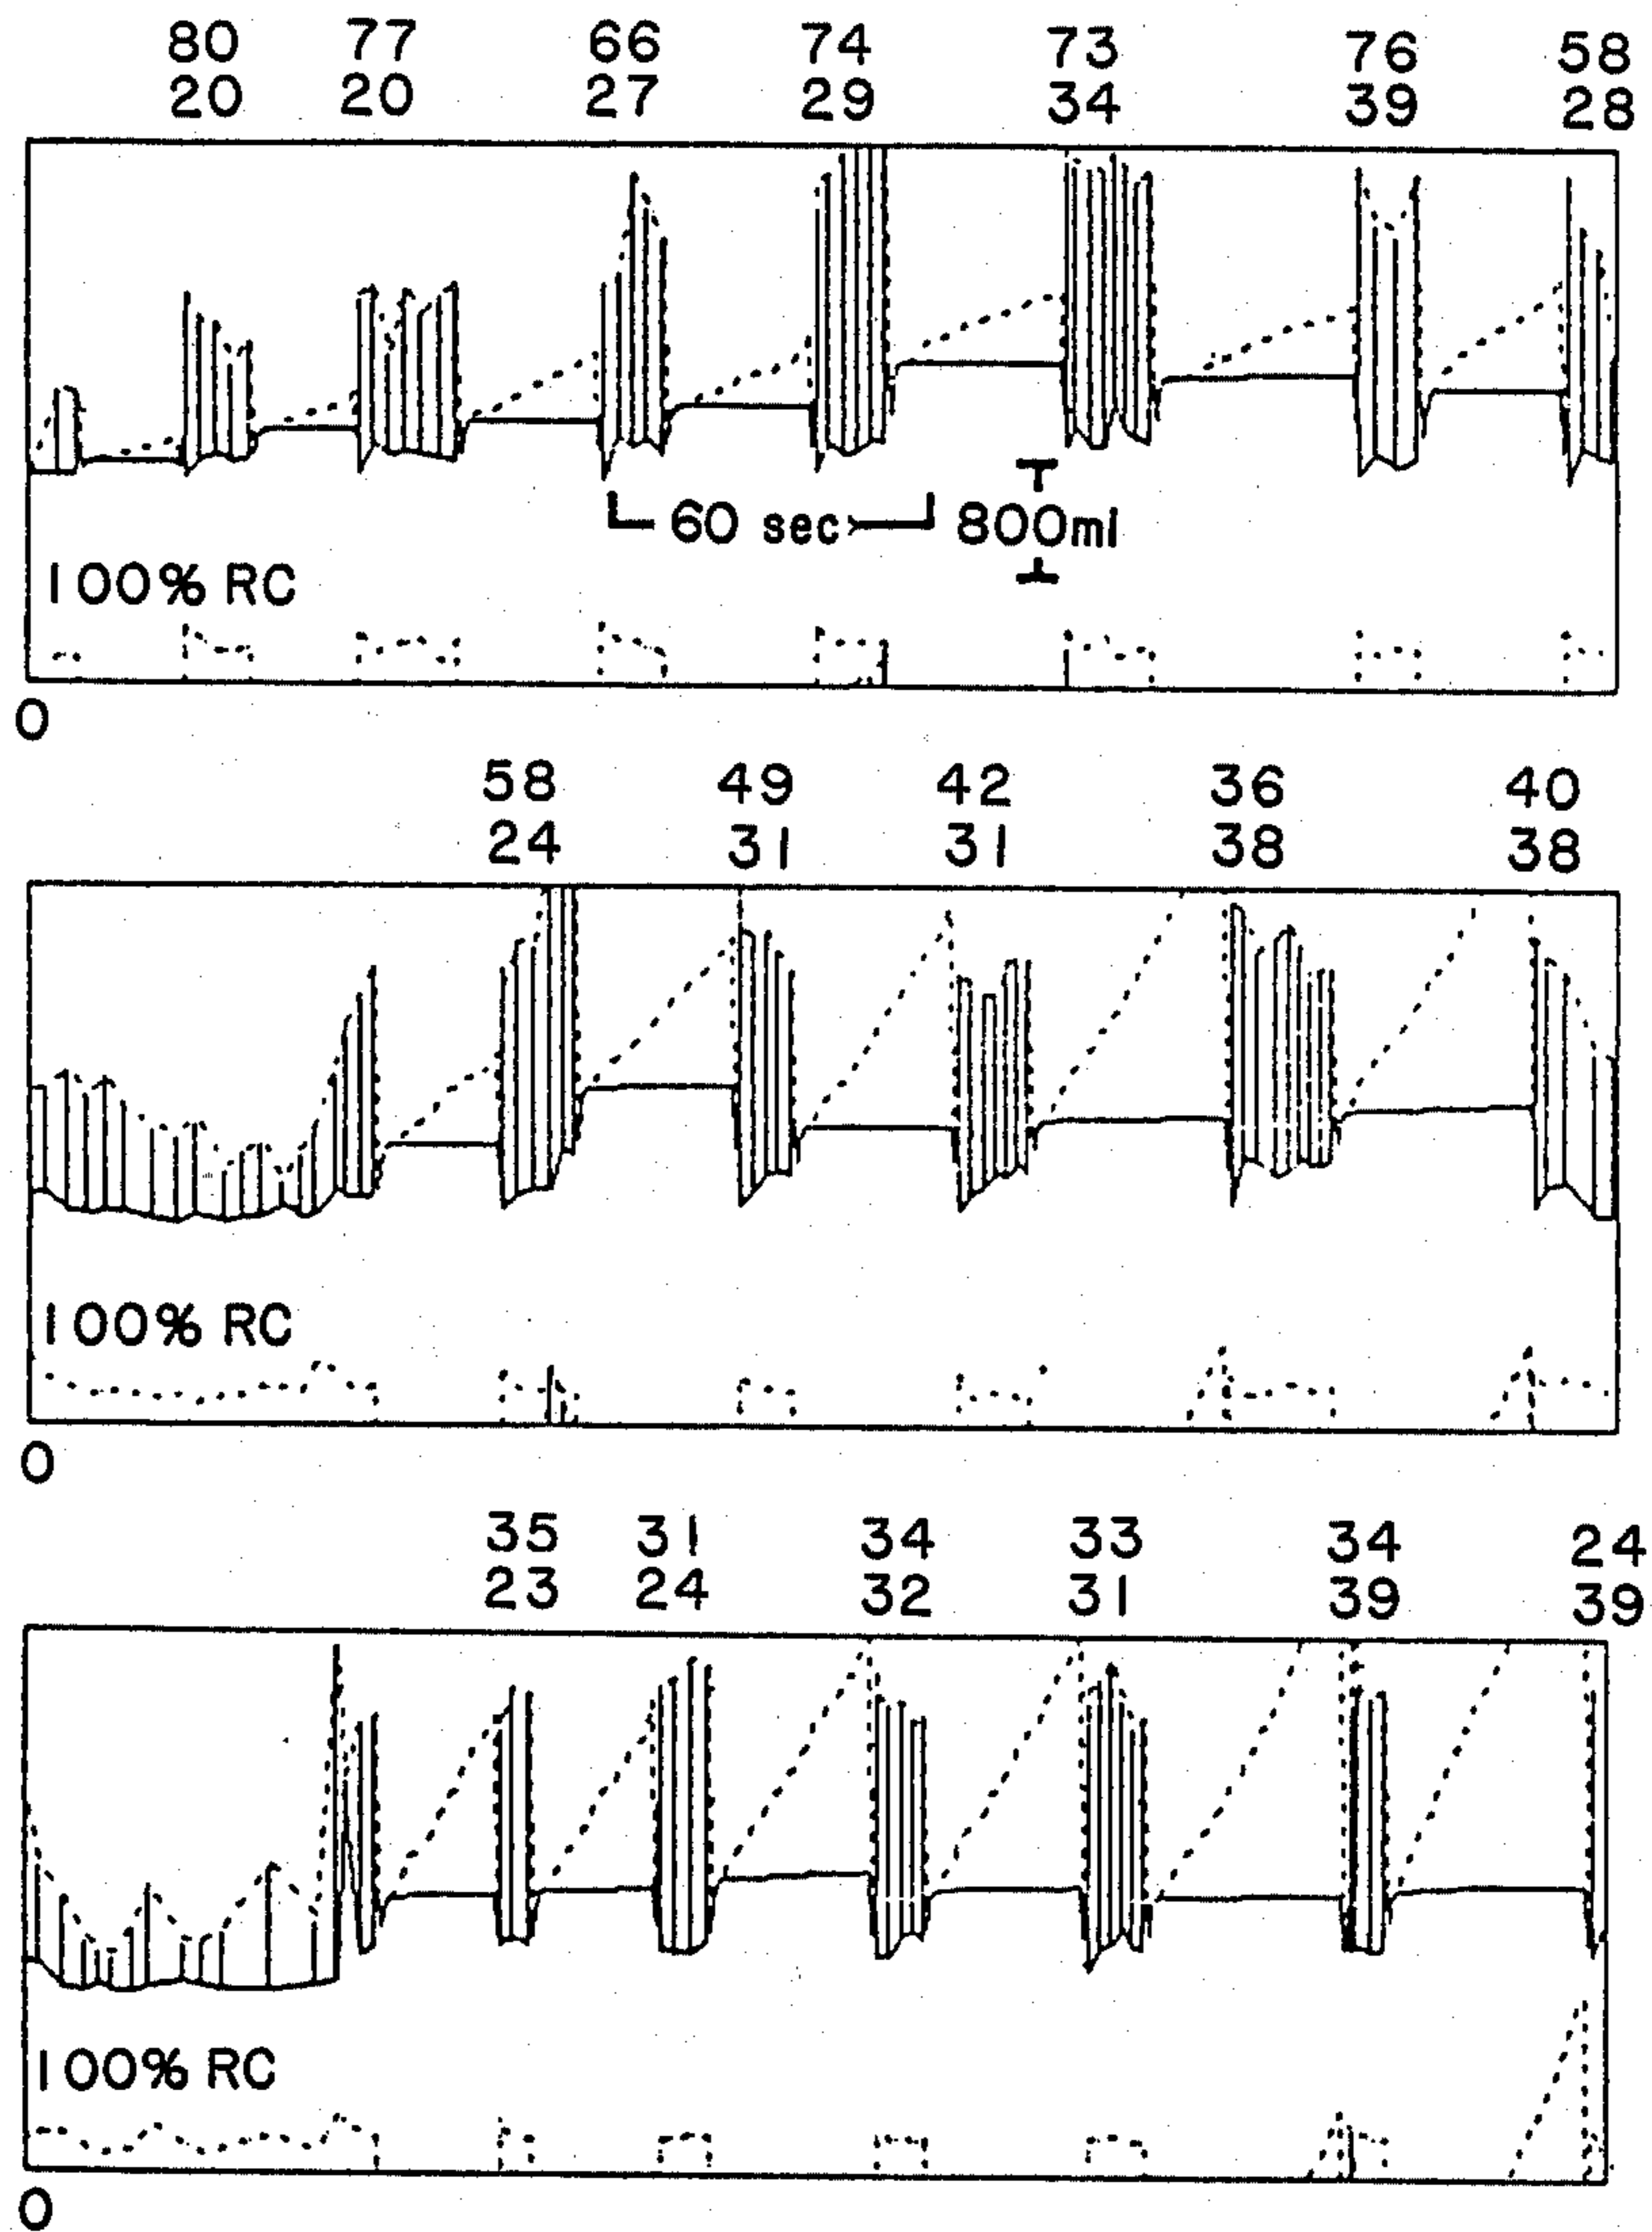 80 77 66 74 73 76 58
20 20 27 29 34 39 28
60 sec 800ml
100% RC
0
58 49 42 36 40
24 31 31 38 38
100% RC
0
35 31 34 33 34 24
23 24 32 31 39 39
100% RC
0